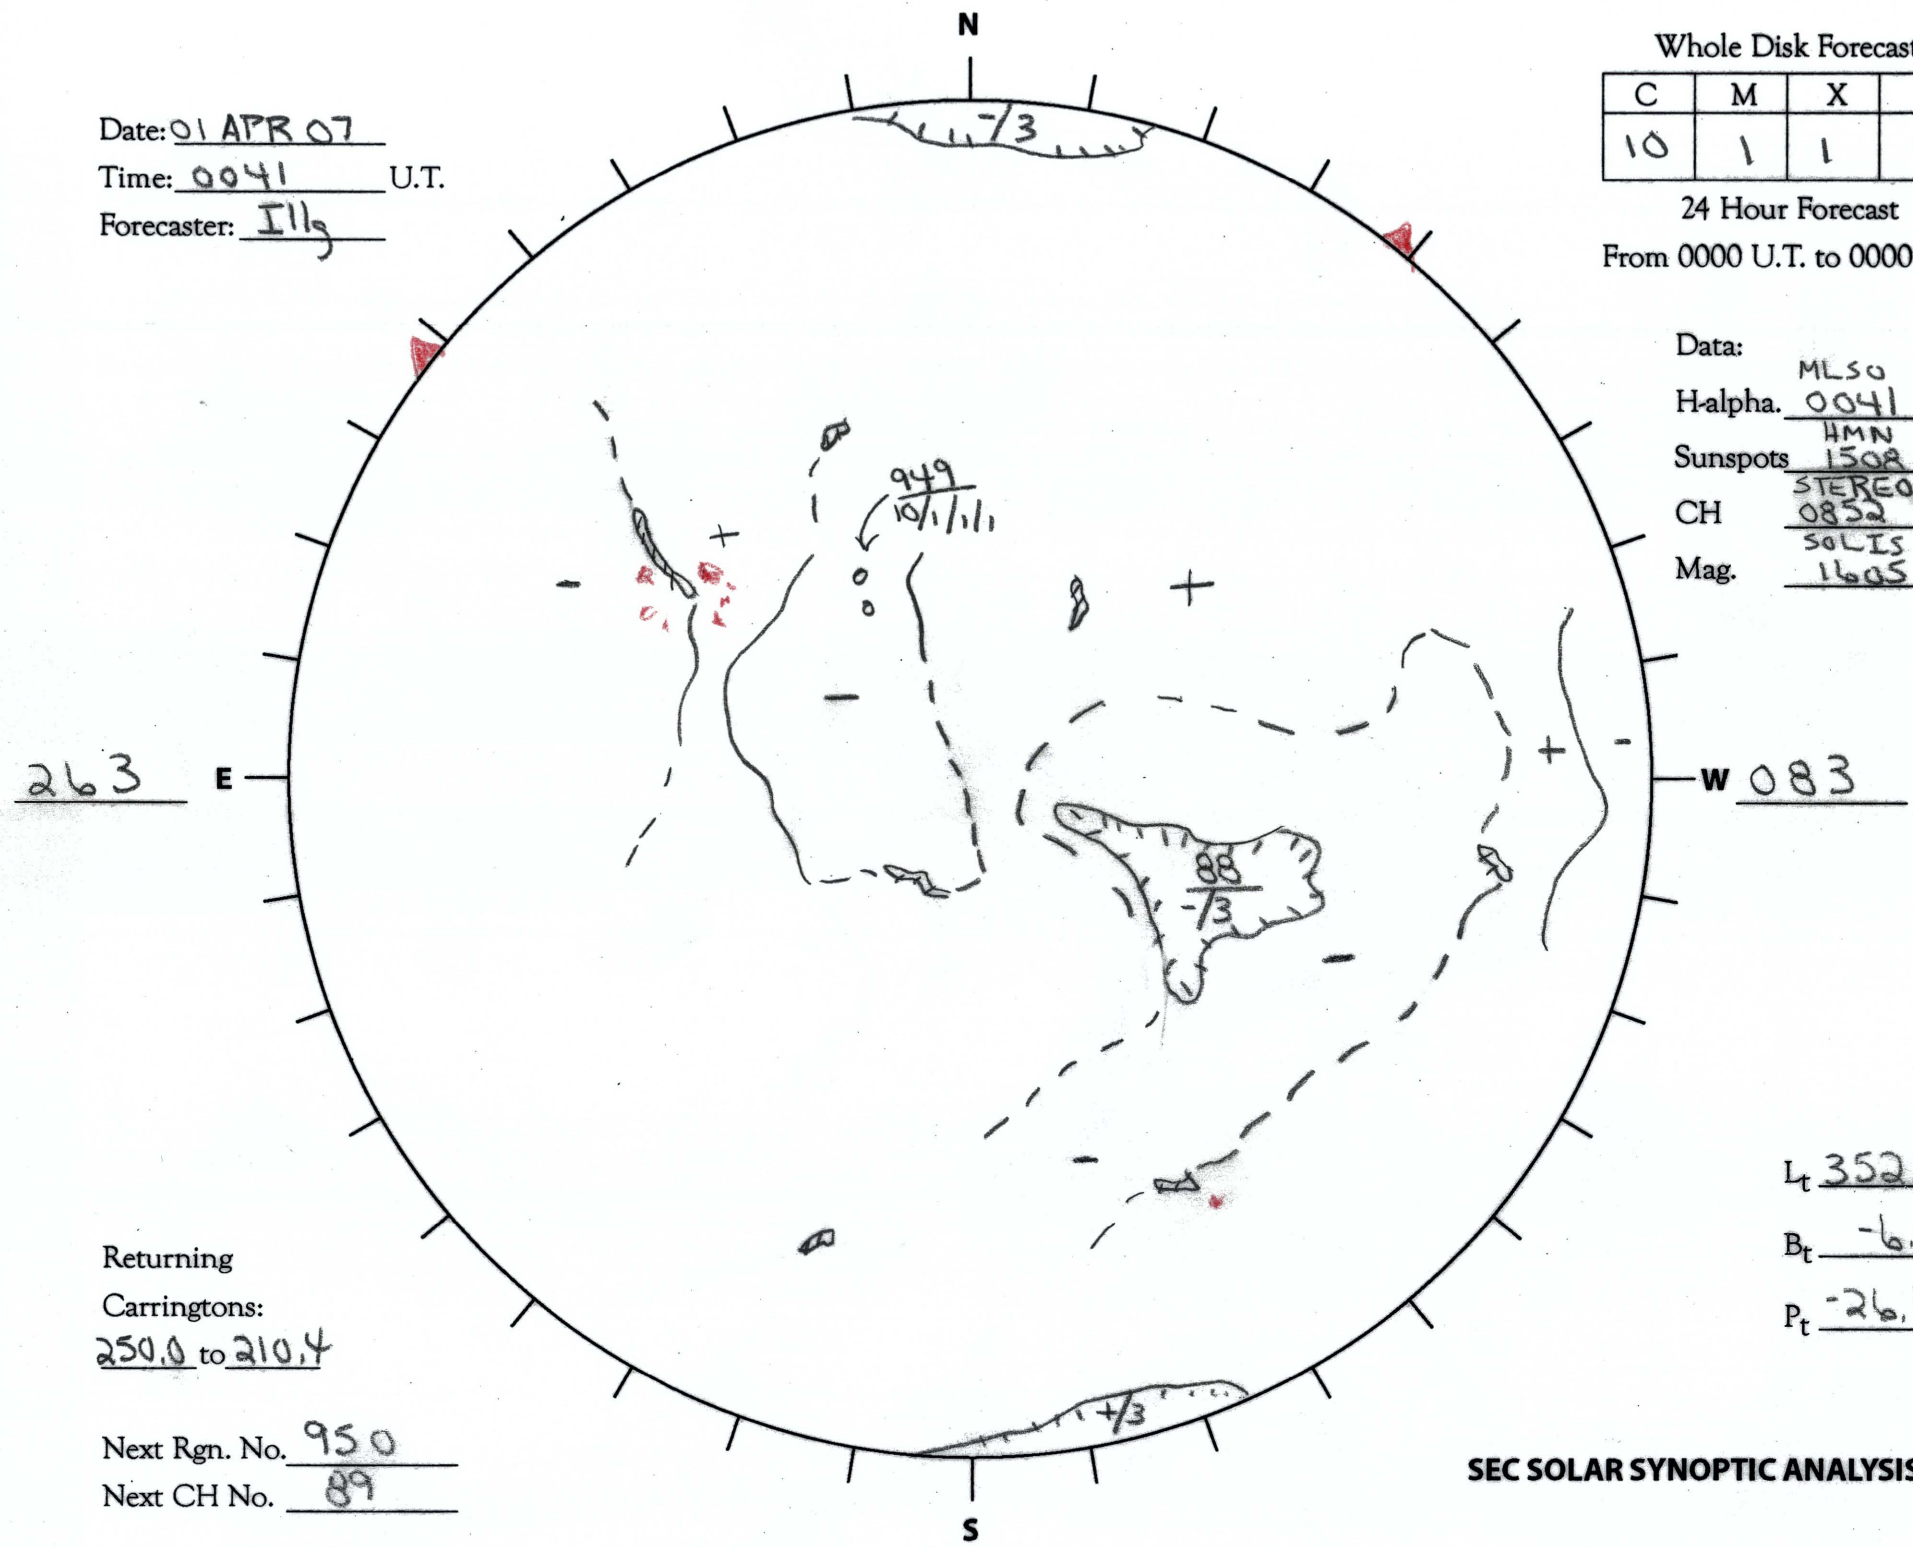 N
Whole Disk Forecast
C M X
10 1 1
24 Hour Forecast
From 0000 U.T. to 0000
Date: 01 APR 07
Time: 0041 U.T.
Forecaster: Illg
-/3
Data:
MLSO
H-alpha. 0041
HMN
Sunspots 1508
STEREO
CH 0852
SOLIS
Mag. 1605
949
10/1/1/1
+
-
+
-
+
-
263 E
W 083
88
-/3
-
-
Lt 352
Bt -6.
Pt -26.
Returning
Carringtons:
250.0 to 210.4
+/3
Next Rgn. No. 950
Next CH No. 89
SEC SOLAR SYNOPTIC ANALYSIS
S